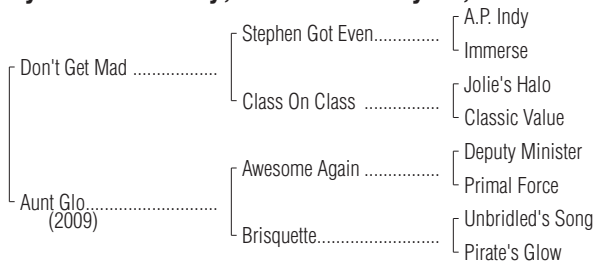 A.P. Indy
Stephen Got Even..............
Immerse
Don't Get Mad .................
Jolie's Halo
Class On Class ...............
Classic Value
Deputy Minister
Awesome Again ...............
Primal Force
Aunt Glo..........................
(2009)
Unbridled's Song
Brisquette.........................
Pirate's Glow